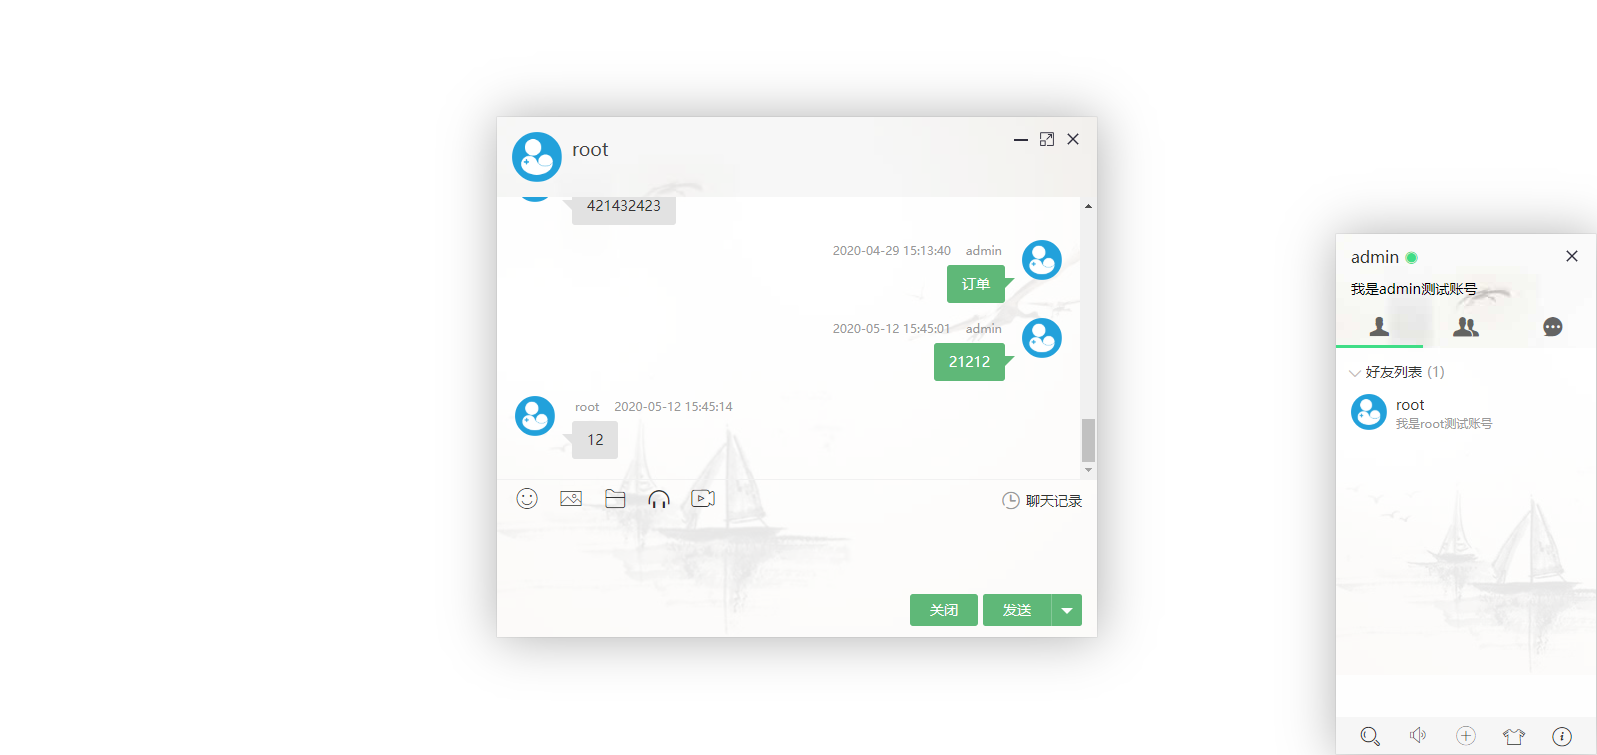 root
421432423
2020-04-29 15:13:40 admin
订单
2020-05-12 15:45:01 admin
21212
root 2020-05-12 15:45:14
12
聊天记录
关闭 发送
admin
我是admin测试账号
好友列表 (1)
root
我是root测试账号